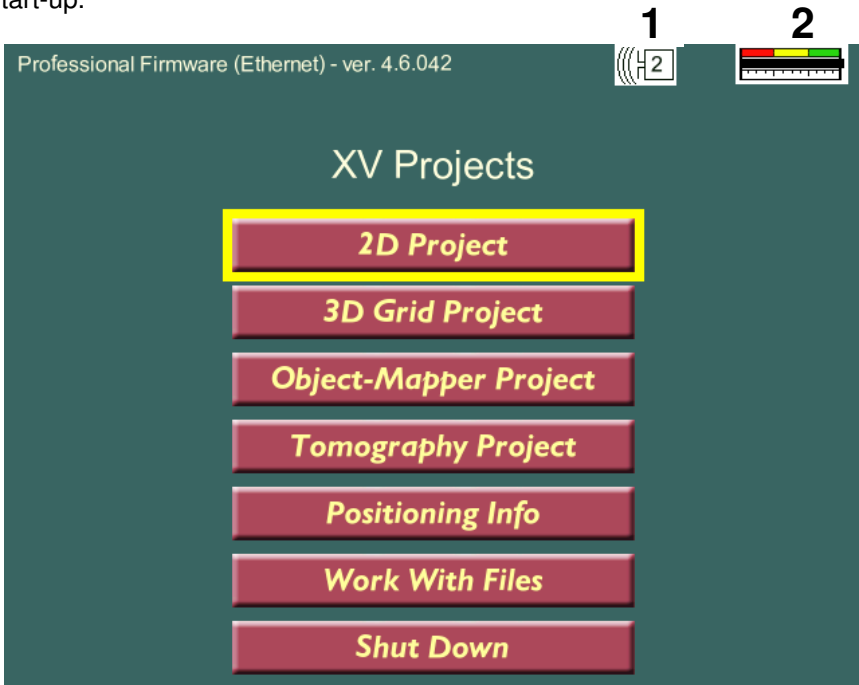 tart-up.
1 2
Professional Firmware (Ethernet) - ver. 4.6.042 2
XV Projects
2D Project
3D Grid Project
Object-Mapper Project
Tomography Project
Positioning Info
Work With Files
Shut Down